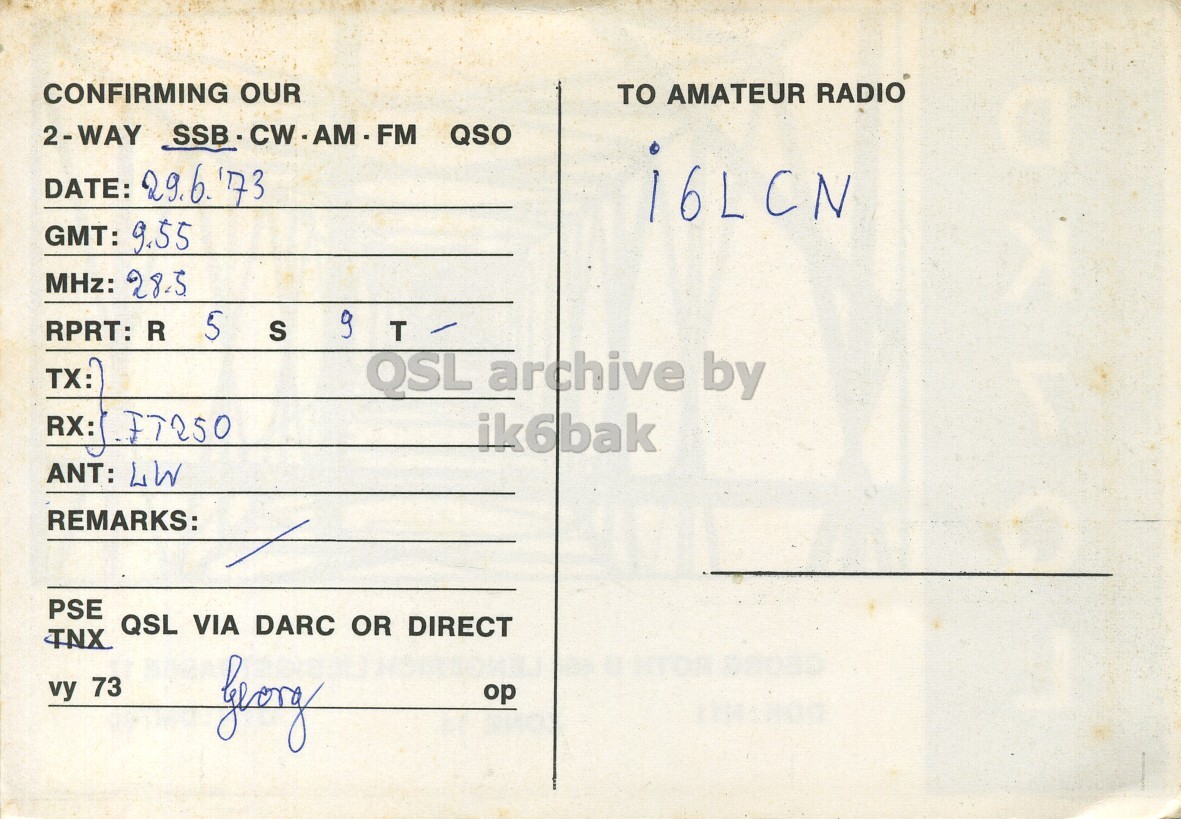 CONFIRMING OUR
2-WAY SSB · CW · AM · FM QSO
DATE: 29.6.'73
GMT: 9.55
MHz: 28.5
RPRT: R 5 S 9 T –
TX:
RX: FT250
ANT: LW
REMARKS: /
PSE
TNX QSL VIA DARC OR DIRECT
vy 73 Georg op
TO AMATEUR RADIO
i6LCN
QSL archive by
ik6bak